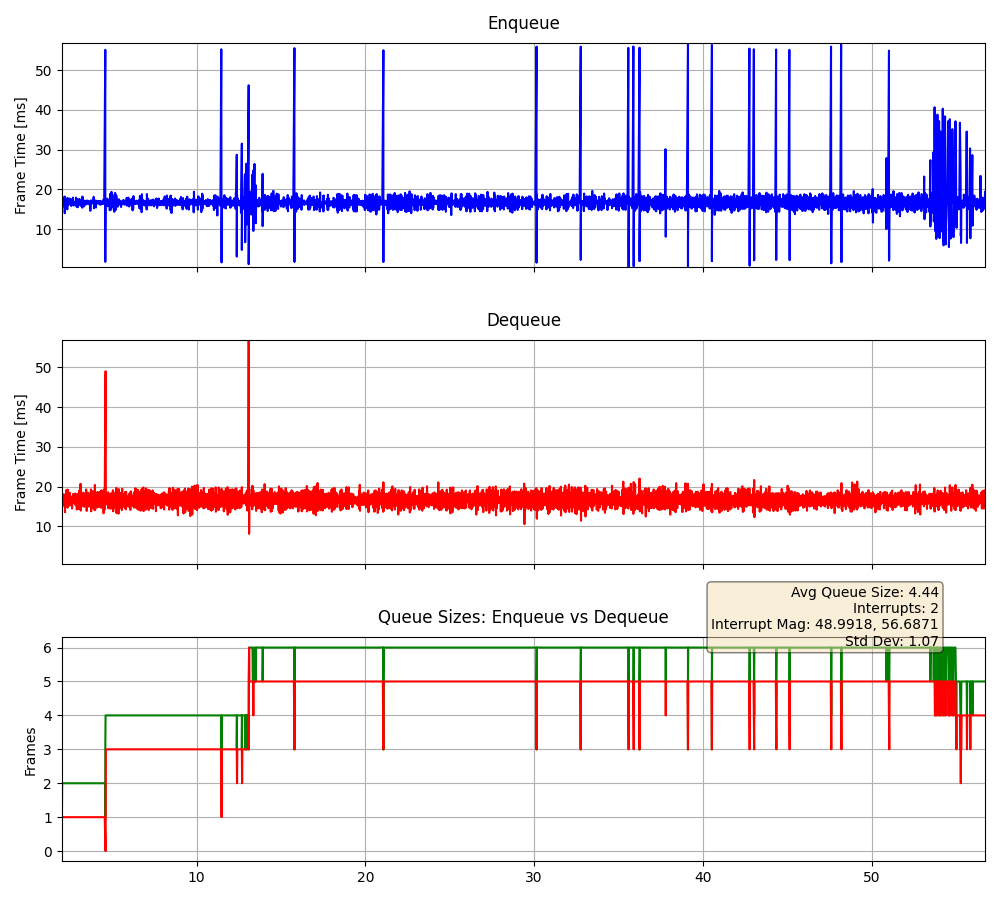 Enqueue
Frame Time [ms]
50
40
30
20
10
Dequeue
Frame Time [ms]
50
40
30
20
10
Avg Queue Size: 4.44
Interrupts: 2
Interrupt Mag: 48.9918, 56.6871
Std Dev: 1.07
Queue Sizes: Enqueue vs Dequeue
Frames
6
5
4
3
2
1
0
10 20 30 40 50